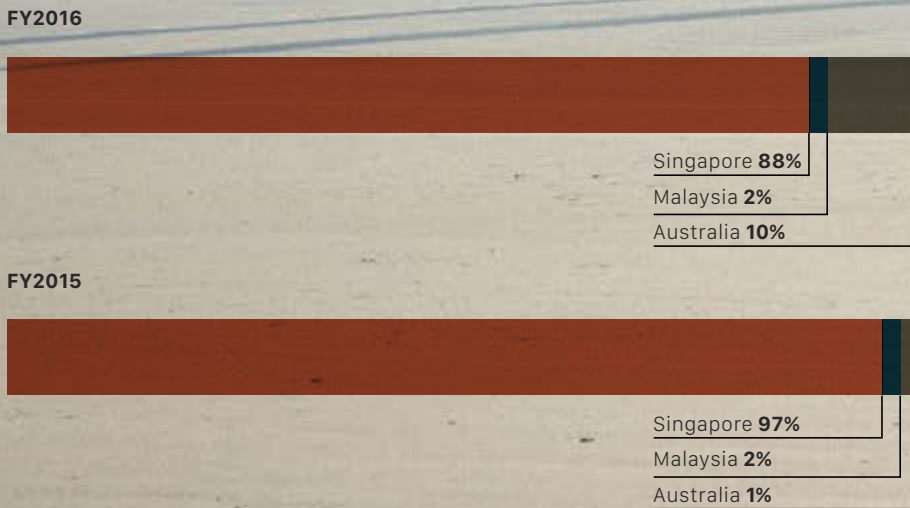 FY2016
Singapore 88%
Malaysia 2%
Australia 10%
FY2015
Singapore 97%
Malaysia 2%
Australia 1%